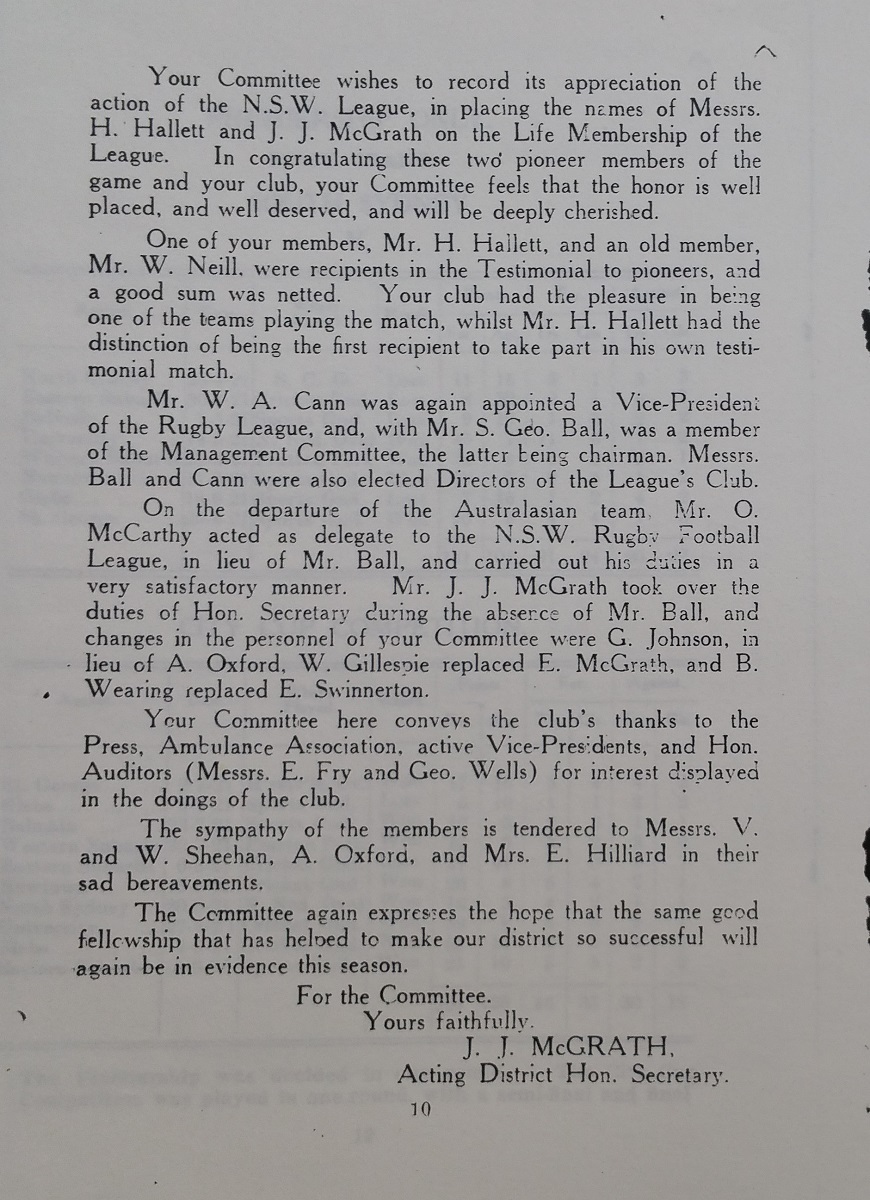 Your Committee wishes to record its appreciation of the
action of the N.S.W. League, in placing the names of Messrs.
H. Hallett and J. J. McGrath on the Life Membership of the
League. In congratulating these two pioneer members of the
game and your club, your Committee feels that the honor is well
placed, and well deserved, and will be deeply cherished.
One of your members, Mr. H. Hallett, and an old member,
Mr. W. Neill, were recipients in the Testimonial to pioneers, and
a good sum was netted. Your club had the pleasure in being
one of the teams playing the match, whilst Mr. H. Hallett had the
distinction of being the first recipient to take part in his own testi-
monial match.
Mr. W. A. Cann was again appointed a Vice-President
of the Rugby League, and, with Mr. S. Geo. Ball, was a member
of the Management Committee, the latter being chairman. Messrs.
Ball and Cann were also elected Directors of the League's Club.
On the departure of the Australasian team, Mr. O.
McCarthy acted as delegate to the N.S.W. Rugby Football
League, in lieu of Mr. Ball, and carried out his duties in a
very satisfactory manner. Mr. J. J. McGrath took over the
duties of Hon. Secretary during the absence of Mr. Ball, and
changes in the personnel of your Committee were G. Johnson, in
lieu of A. Oxford, W. Gillespie replaced E. McGrath, and B.
Wearing replaced E. Swinnerton.
Your Committee here conveys the club's thanks to the
Press, Ambulance Association, active Vice-Presidents, and Hon.
Auditors (Messrs. E. Fry and Geo. Wells) for interest displayed
in the doings of the club.
The sympathy of the members is tendered to Messrs. V.
and W. Sheehan, A. Oxford, and Mrs. E. Hilliard in their
sad bereavements.
The Committee again expresses the hope that the same good
fellowship that has helped to make our district so successful will
again be in evidence this season.
For the Committee.
Yours faithfully.
J. J. McGRATH,
Acting District Hon. Secretary.
10